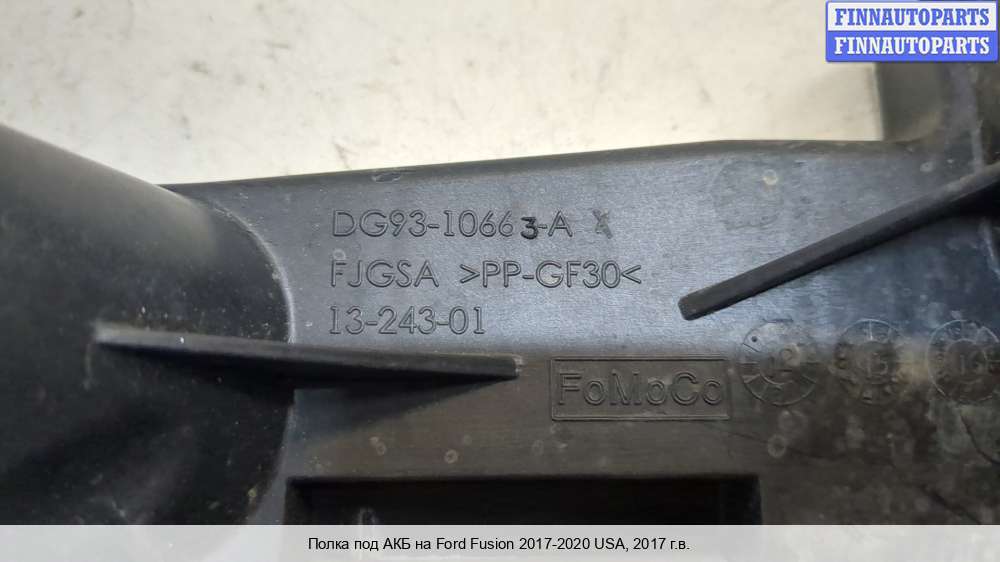 FINNAUTOPARTS
FINNAUTOPARTS
DG93-10663-A X
FJGSA >PP-GF30<
13-243-01
FoMoCo
Полка под АКБ на Ford Fusion 2017-2020 USA, 2017 г.в.